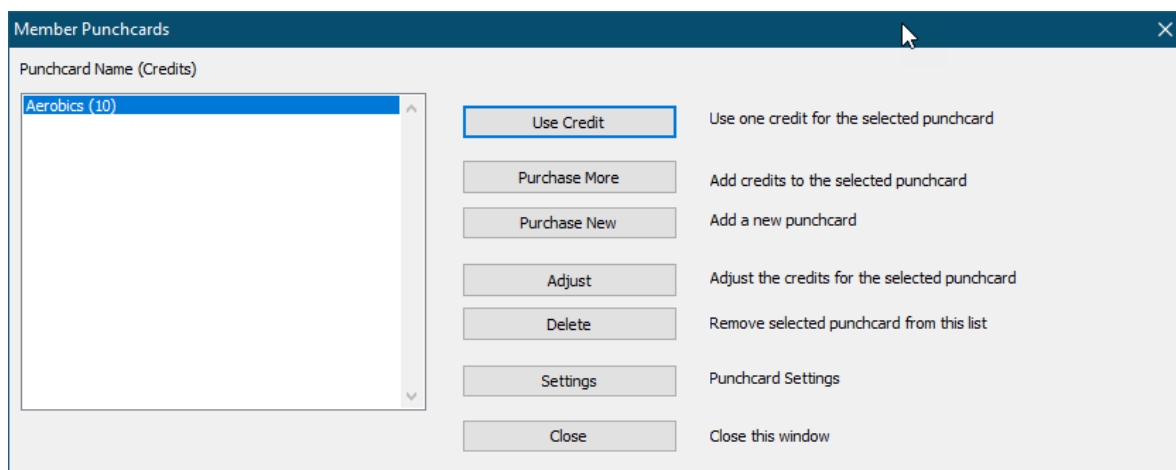 Member Punchcards
Punchcard Name (Credits)
Aerobics (10)
Use Credit
Use one credit for the selected punchcard
Purchase More
Add credits to the selected punchcard
Purchase New
Add a new punchcard
Adjust
Adjust the credits for the selected punchcard
Delete
Remove selected punchcard from this list
Settings
Punchcard Settings
Close
Close this window